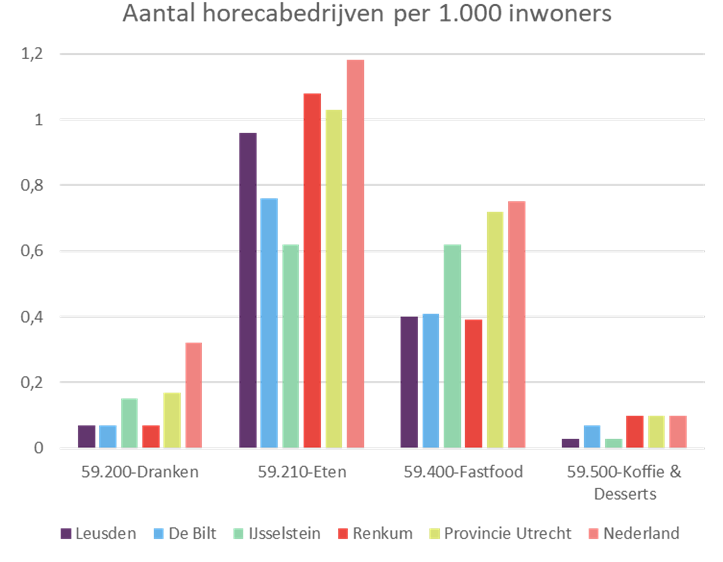 Aantal horecabedrijven per 1.000 inwoners
1,2
1
0,8
0,6
0,4
0,2
0
59.200-Dranken 59.210-Eten 59.400-Fastfood 59.500-Koffie &
Desserts
Leusden De Bilt IJsselstein Renkum Provincie Utrecht Nederland